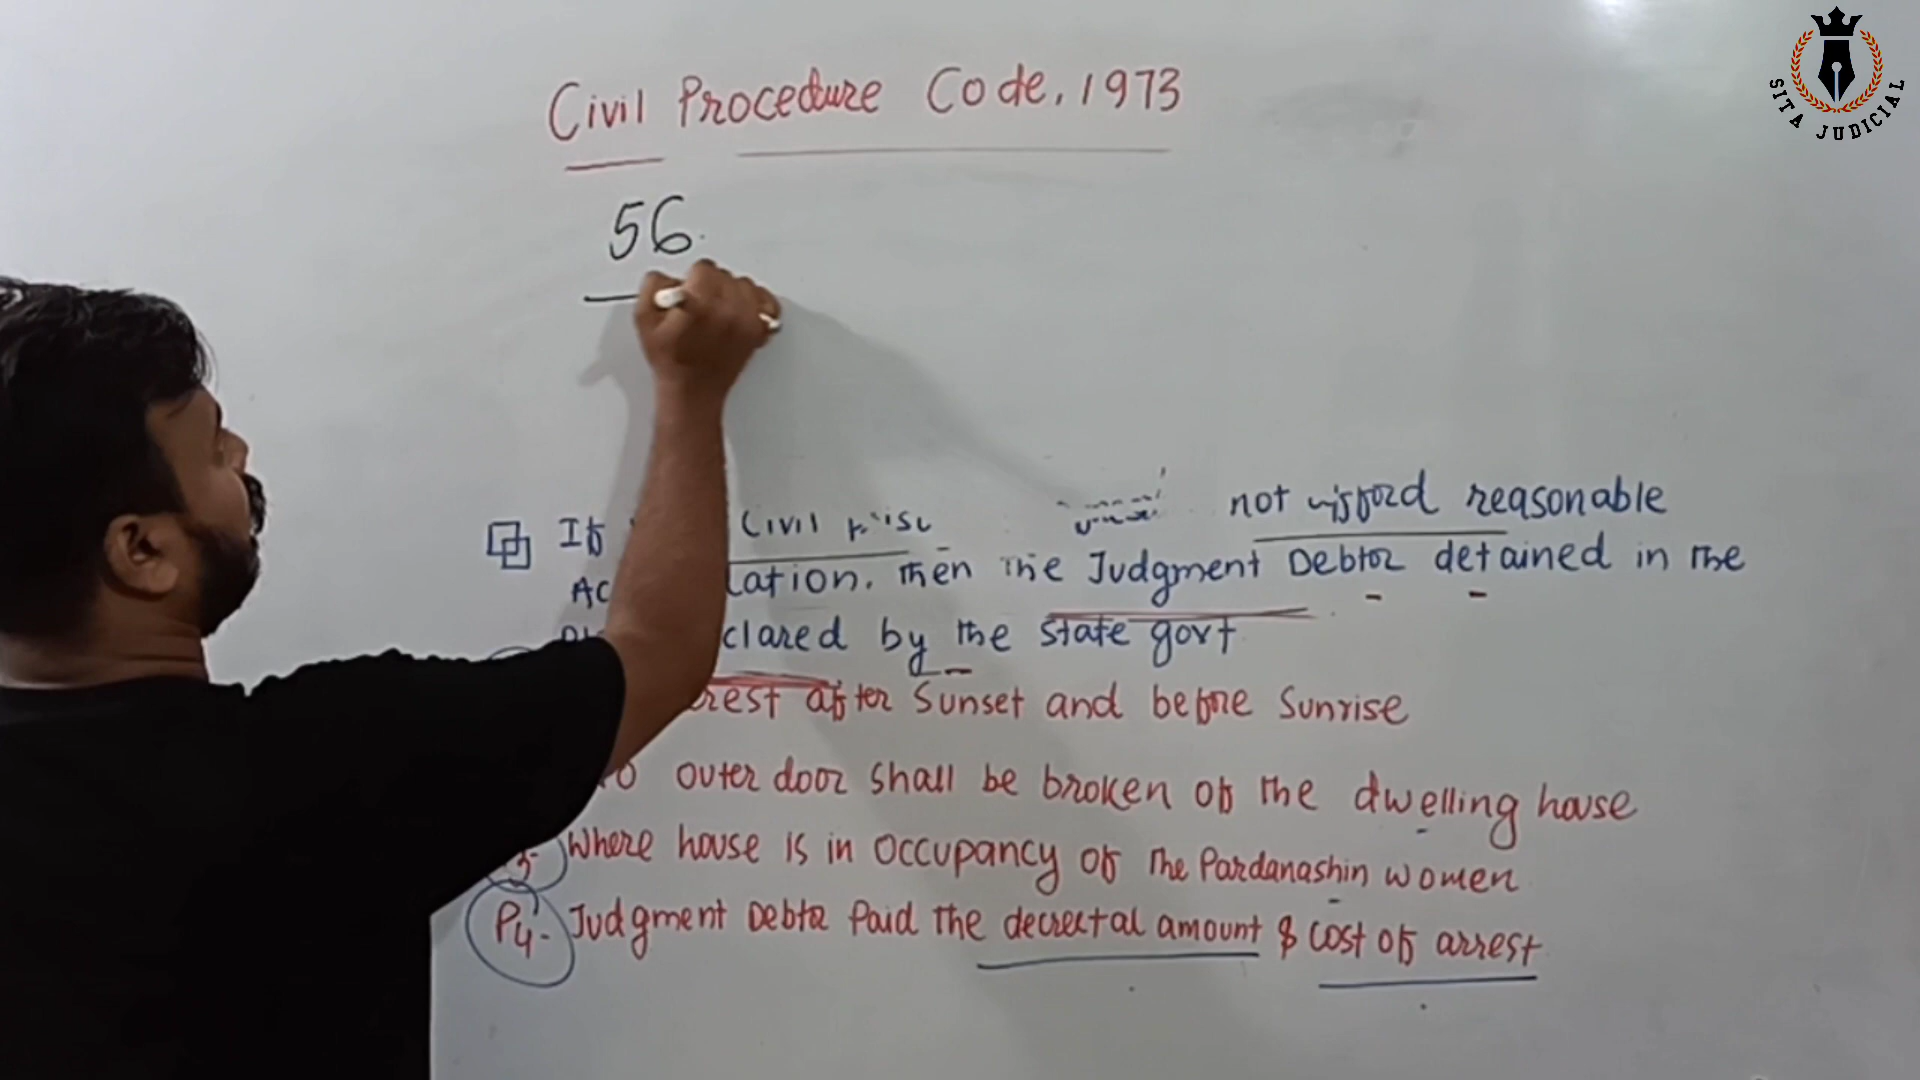 SITA JUDICIAL
Civil Procedure Code, 1973
56
If Civil not afford reasonable
lation, then the Judgment Debtor detained in the
clared by the state govt
rest after Sunset and before Sunrise
outer door shall be broken of the dwelling house
Where house is in occupancy of the Pardanashin women
P4- Judgment Debtor Paid the decreetal amount & cost of arrest